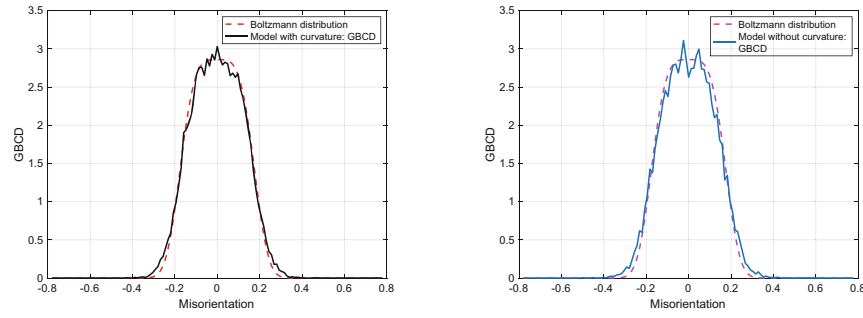 3.5
Boltzmann distribution
Model with curvature: GBCD
3
2.5
2
GBCD
1.5
1
0.5
0
-0.8 -0.6 -0.4 -0.2 0 0.2 0.4 0.6 0.8
Misorientation
3.5
Boltzmann distribution
Model without curvature:
GBCD
3
2.5
2
GBCD
1.5
1
0.5
0
-0.8 -0.6 -0.4 -0.2 0 0.2 0.4 0.6 0.8
Misorientation